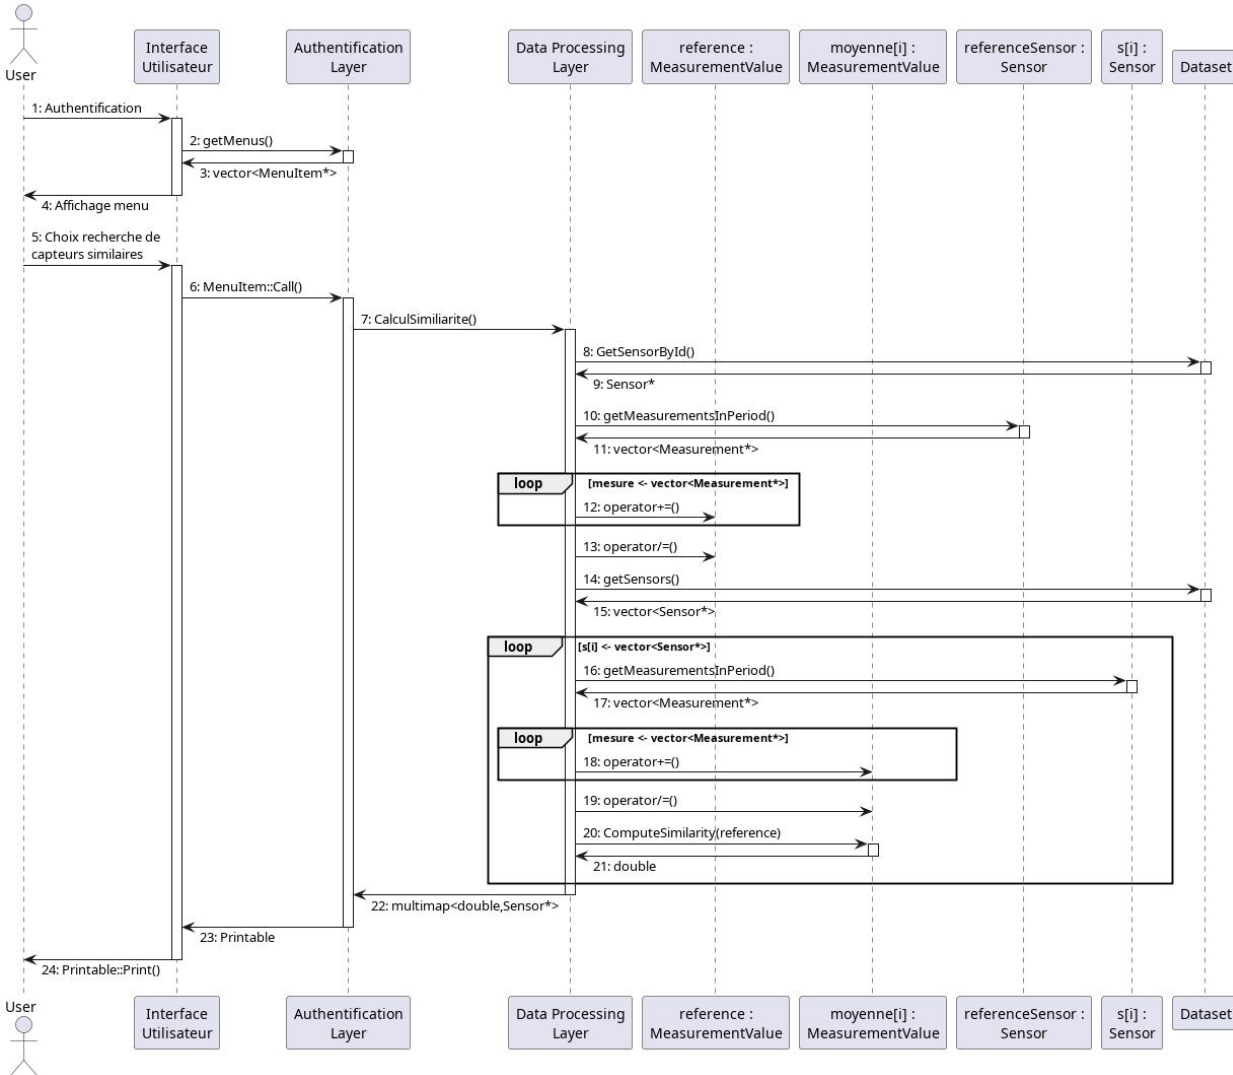 User
Interface
Utilisateur
Authentification
Layer
Data Processing
Layer
reference :
MeasurementValue
moyenne[i] :
MeasurementValue
referenceSensor :
Sensor
s[i] :
Sensor
Dataset
1: Authentification
2: getMenus()
3: vector<MenuItem*>
4: Affichage menu
5: Choix recherche de
capteurs similaires
6: MenuItem::Call()
7: CalculSimiliarite()
8: GetSensorById()
9: Sensor*
10: getMeasurementsInPeriod()
11: vector<Measurement*>
loop [mesure <- vector<Measurement*>]
12: operator+=()
13: operator/=()
14: getSensors()
15: vector<Sensor*>
loop [s[i] <- vector<Sensor*>]
16: getMeasurementsInPeriod()
17: vector<Measurement*>
loop [mesure <- vector<Measurement*>]
18: operator+=()
19: operator/=()
20: ComputeSimilarity(reference)
21: double
22: multimap<double,Sensor*>
23: Printable
24: Printable::Print()
User
Interface
Utilisateur
Authentification
Layer
Data Processing
Layer
reference :
MeasurementValue
moyenne[i] :
MeasurementValue
referenceSensor :
Sensor
s[i] :
Sensor
Dataset